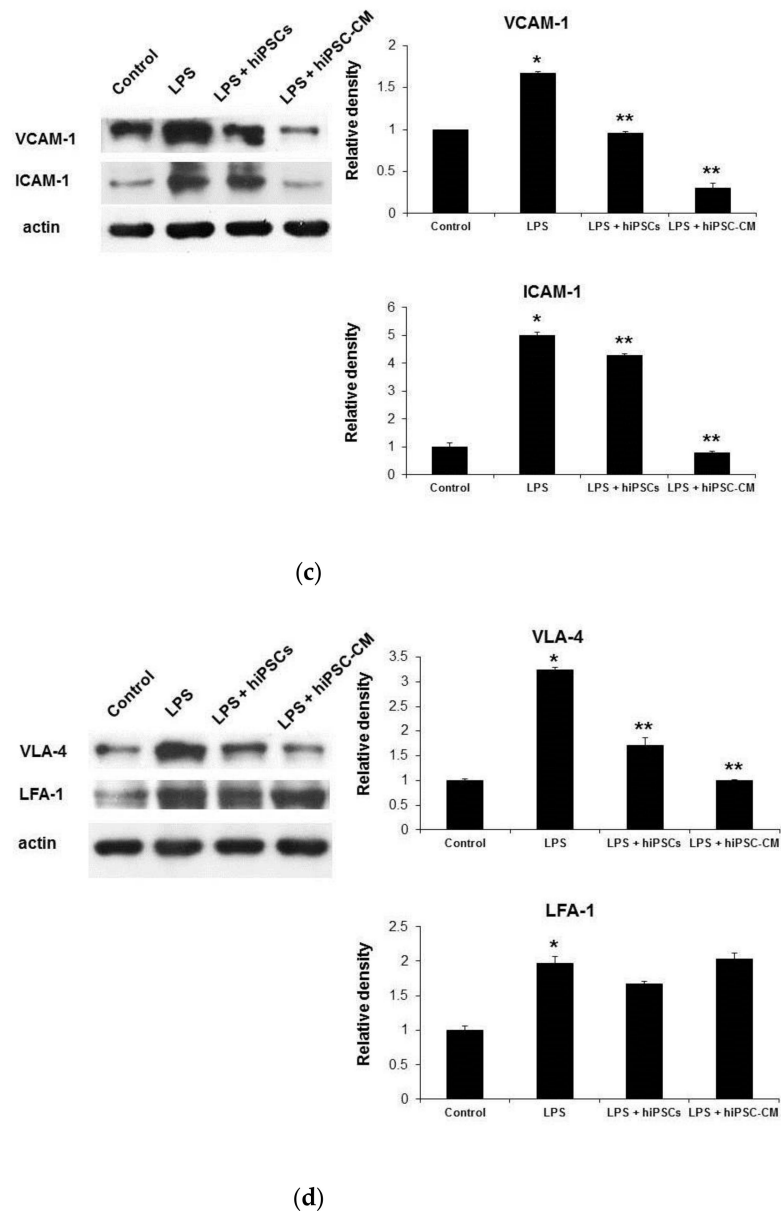 Control
LPS
LPS + hiPSCs
LPS + hiPSC-CM
VCAM-1
ICAM-1
actin
VCAM-1
Relative density
2
1.5
1
0.5
0
*
**
**
Control
LPS
LPS + hiPSCs
LPS + hiPSC-CM
ICAM-1
Relative density
6
5
4
3
2
1
0
*
**
**
Control
LPS
LPS + hiPSCs
LPS + hiPSC-CM
(c)
Control
LPS
LPS + hiPSCs
LPS + hiPSC-CM
VLA-4
LFA-1
actin
VLA-4
Relative density
3.5
3
2.5
2
1.5
1
0.5
0
*
**
**
Control
LPS
LPS + hiPSCs
LPS + hiPSC-CM
LFA-1
Relative density
2.5
2
1.5
1
0.5
0
*
Control
LPS
LPS + hiPSCs
LPS + hiPSC-CM
(d)